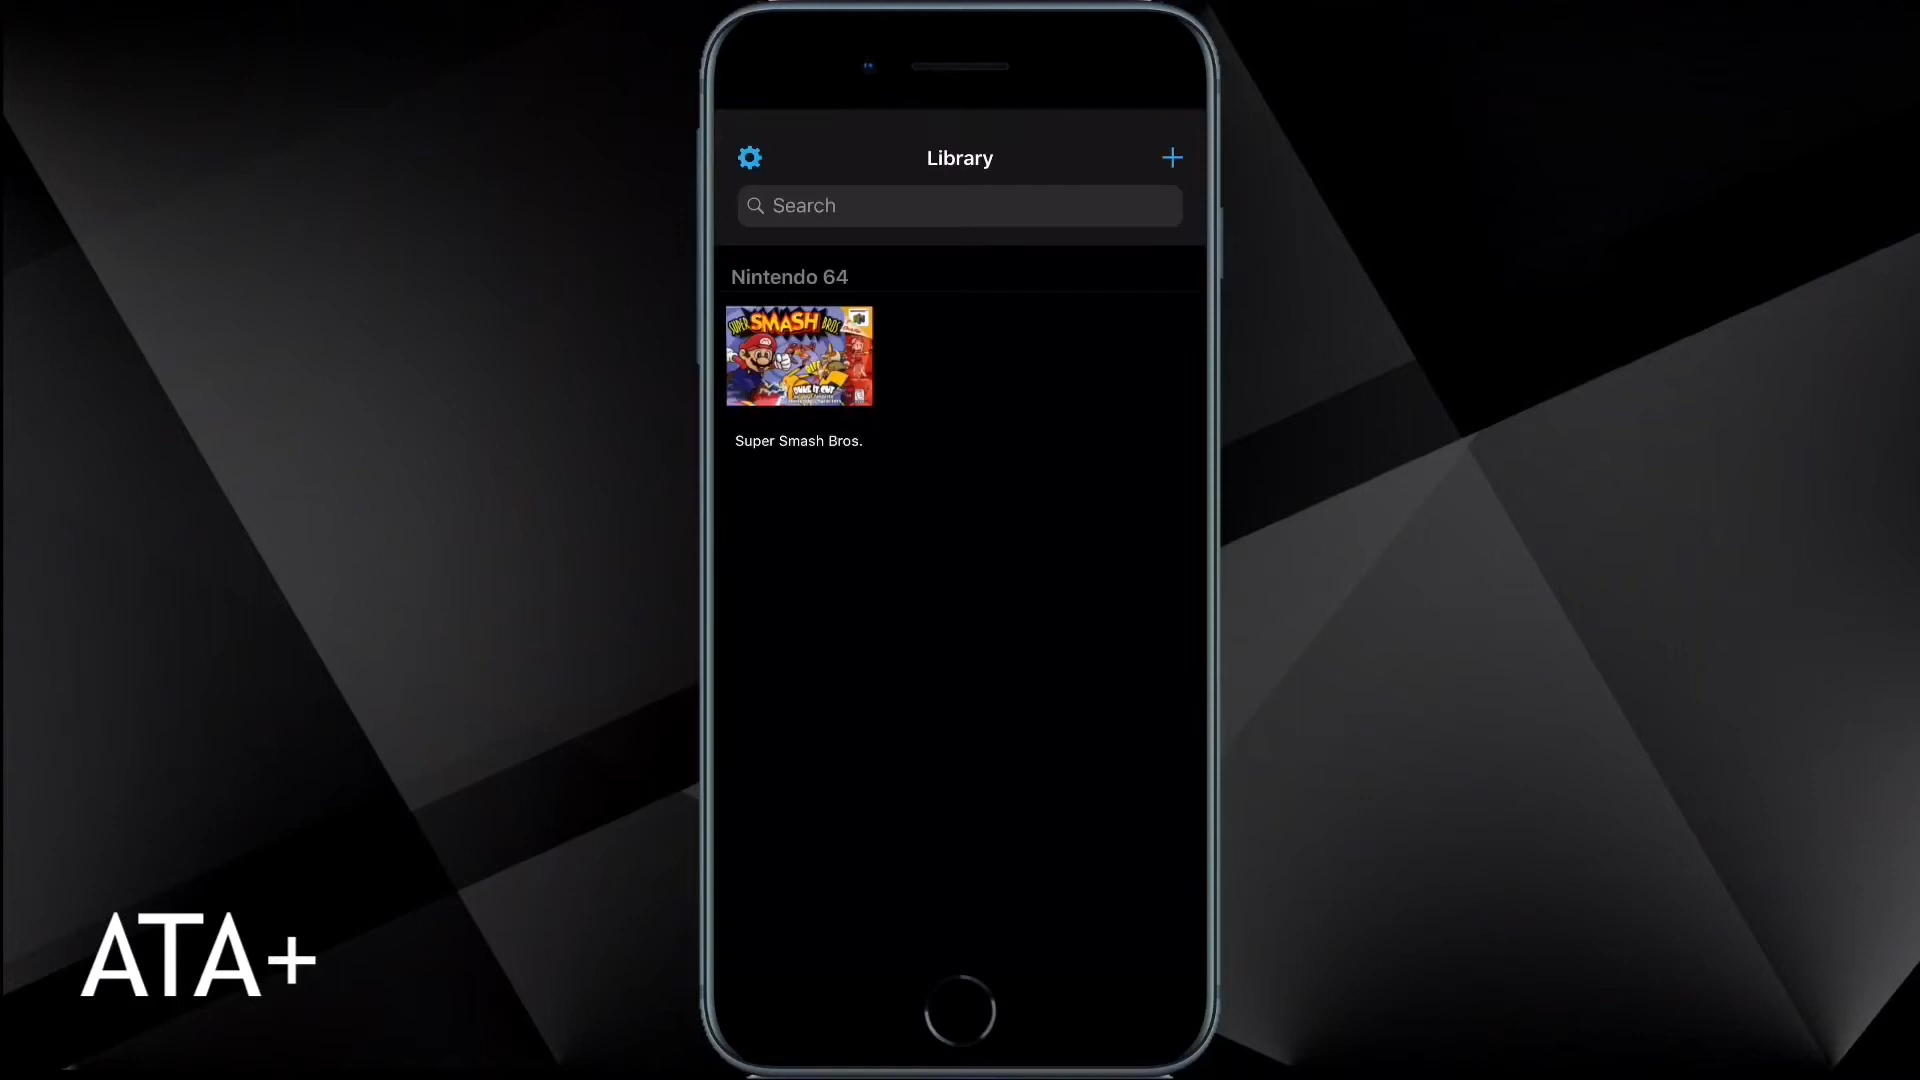 Library
Search
Nintendo 64
SUPER SMASH BROS
Super Smash Bros.
ATA+